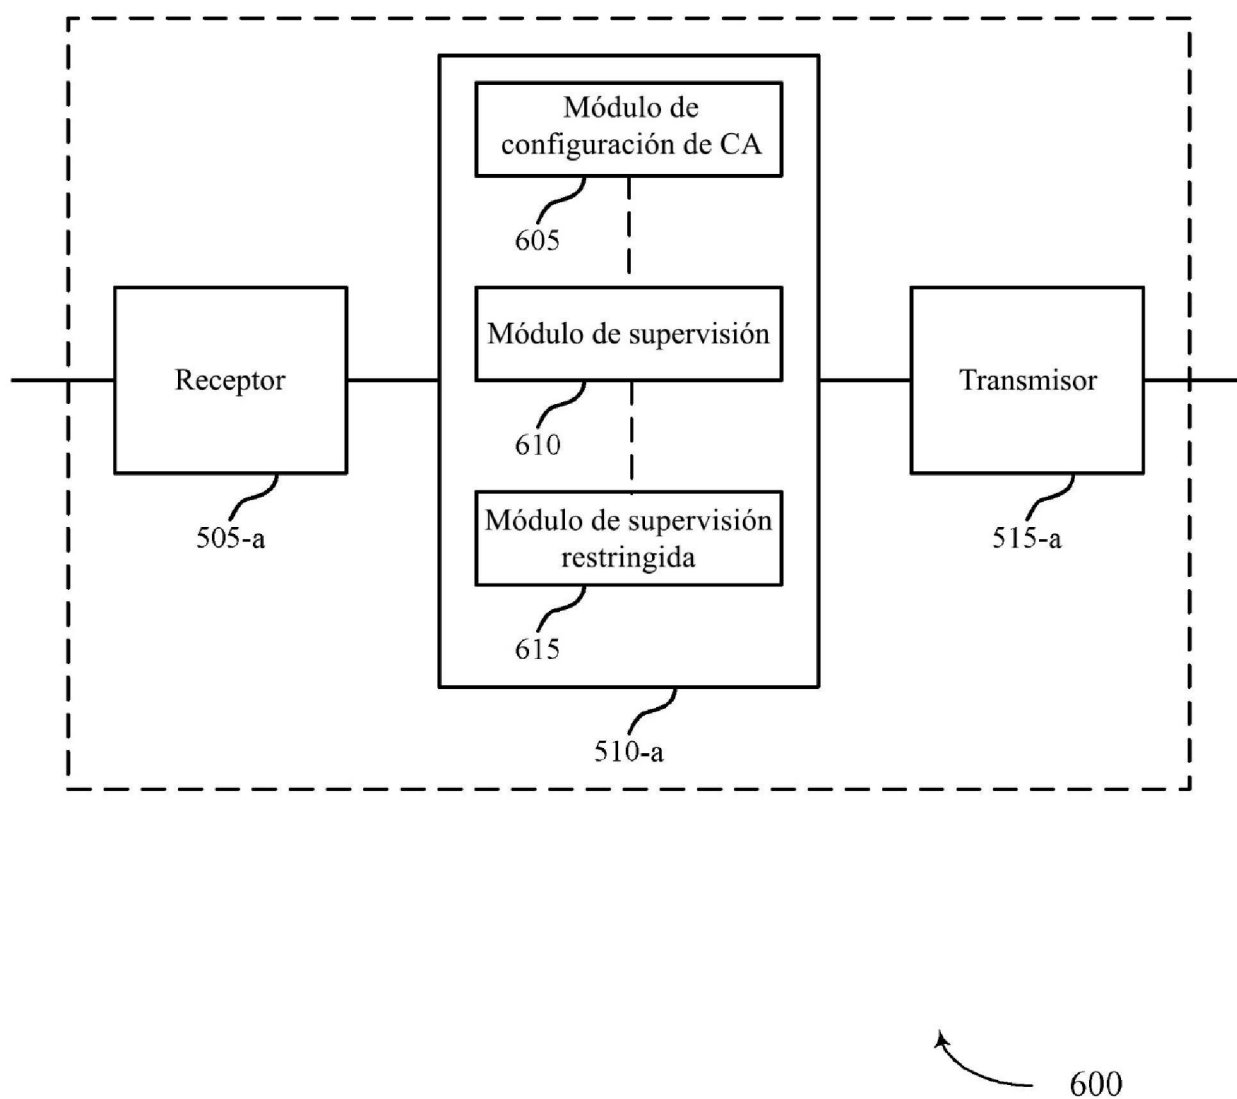 Módulo de
configuración de CA
605
Módulo de supervisión
610
Receptor
505-a
Módulo de supervisión
restringida
615
510-a
Transmisor
515-a
600